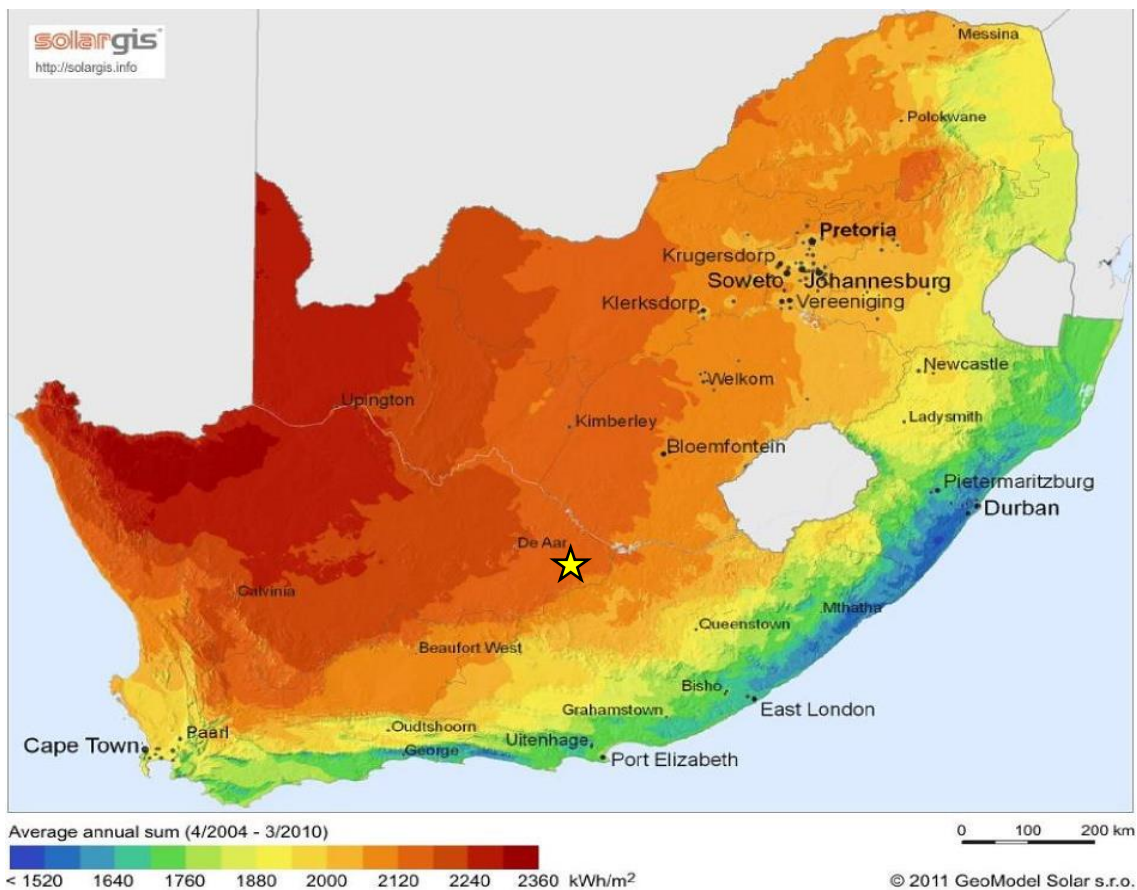 solargis
http://solargis.info
Messina
Polokwane
Pretoria
Krugersdorp
Soweto Johannesburg
Klerksdorp Vereeniging
Newcastle
Welkom
Upington
Ladysmith
Kimberley
Bloemfontein
Pietermaritzburg
Durban
De Aar
Calvinia
Mthatha
Queenstown
Beaufort West
Bisho
Grahamstown East London
Oudtshoorn
Paarl
Cape Town George Uitenhage
Port Elizabeth
Average annual sum (4/2004 - 3/2010)
0 100 200 km
< 1520 1640 1760 1880 2000 2120 2240 2360 kWh/m²
© 2011 GeoModel Solar s.r.o.